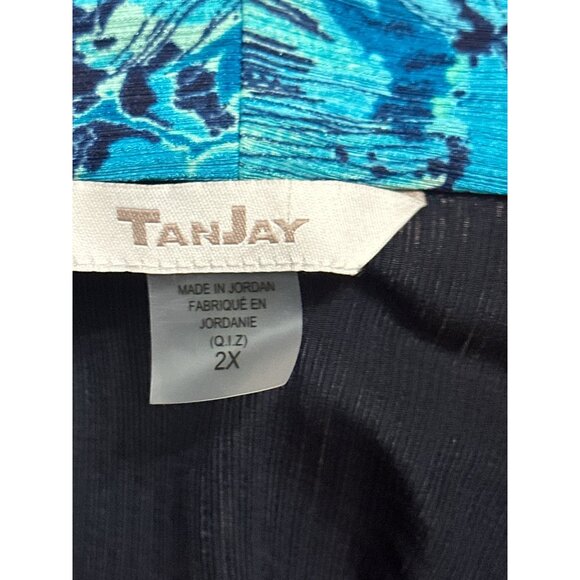 TANJAY
MADE IN JORDAN
FABRIQUÉ EN
JORDANIE
(Q.I.Z)
2X